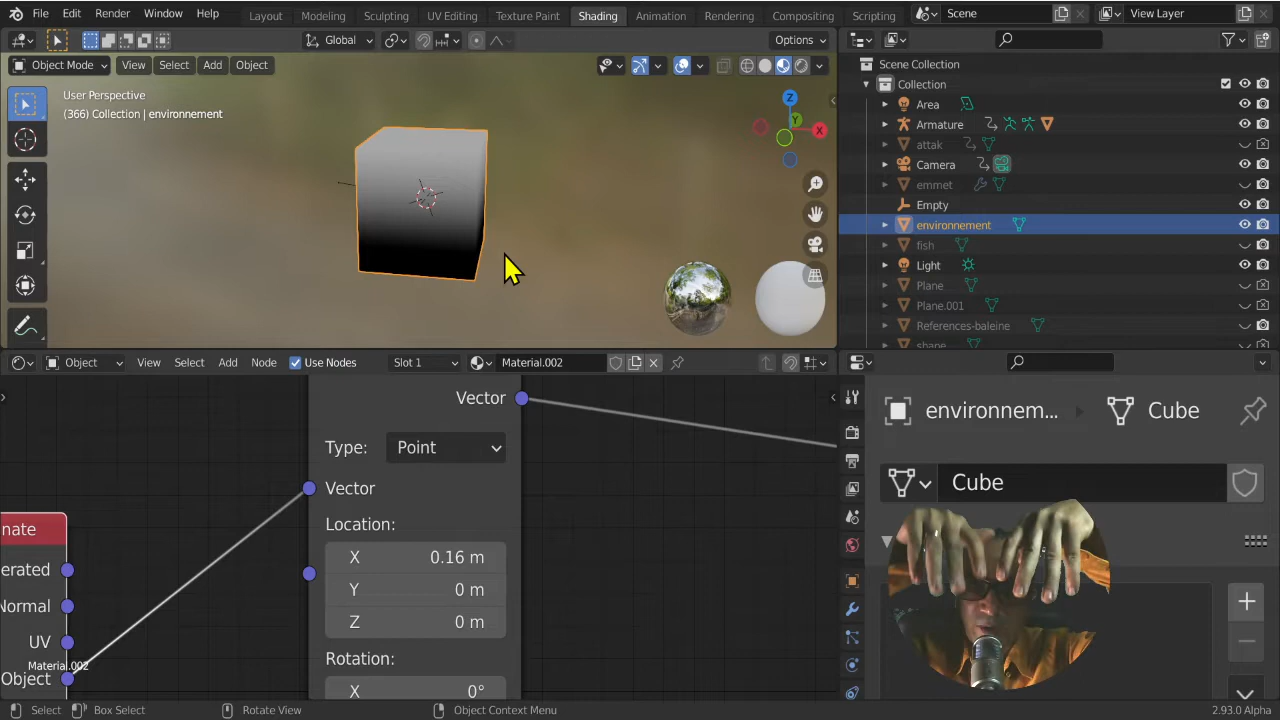 File Edit Render Window Help
Layout Modeling Sculpting UV Editing Texture Paint Shading Animation Rendering Compositing Scripting
Scene View Layer
Global Options
Object Mode View Select Add Object
User Perspective
(366) Collection | environnement
Z
Y
X
Scene Collection
Collection
Area
Armature
attak
Camera
emmet
Empty
environnement
fish
Light
Plane
Plane.001
References-baleine
shape
Object View Select Add Node Use Nodes Slot 1 Material.002
Vector
Type: Point
Vector
Location:
X 0.16 m
Y 0 m
Z 0 m
Rotation:
X 0°
nate
erated
Normal
UV
Object
Material.002
environnem... Cube
Cube
Select Box Select Rotate View Object Context Menu 2.93.0 Alpha